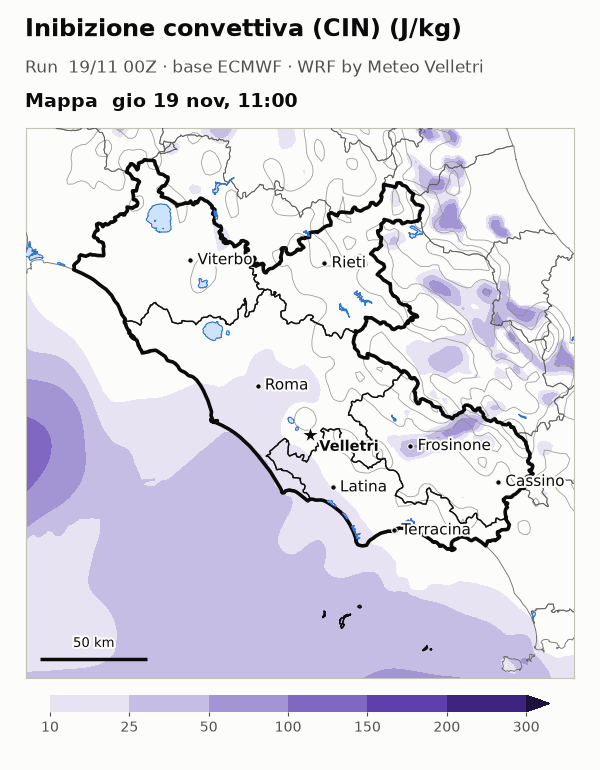 Inibizione convettiva (CIN) (J/kg)
Run  19/11 00Z · base ECMWF · WRF by Meteo Velletri
Mappa  gio 19 nov, 11:00
Viterbo
Rieti
Roma
Velletri
Frosinone
Latina
Cassino
Terracina
50 km
10 25 50 100 150 200 300